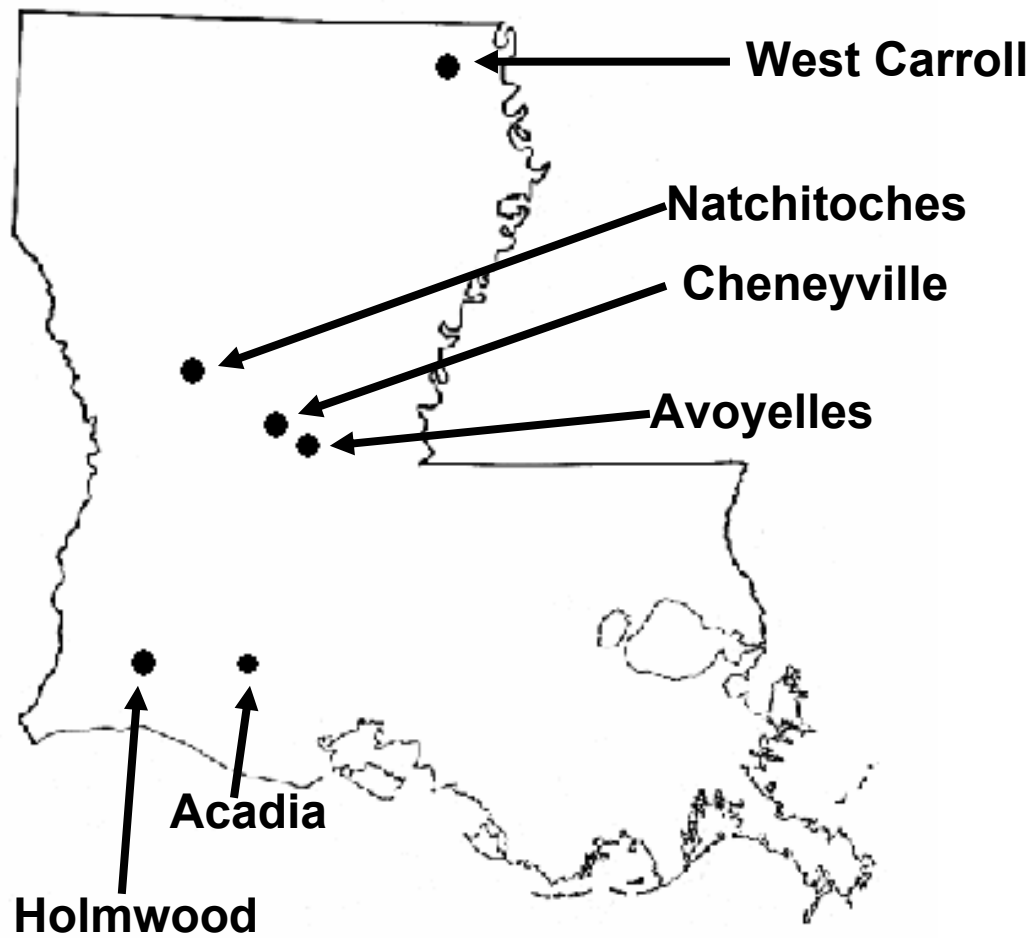 West Carroll
Natchitoches
Cheneyville
Avoyelles
Acadia
Holmwood